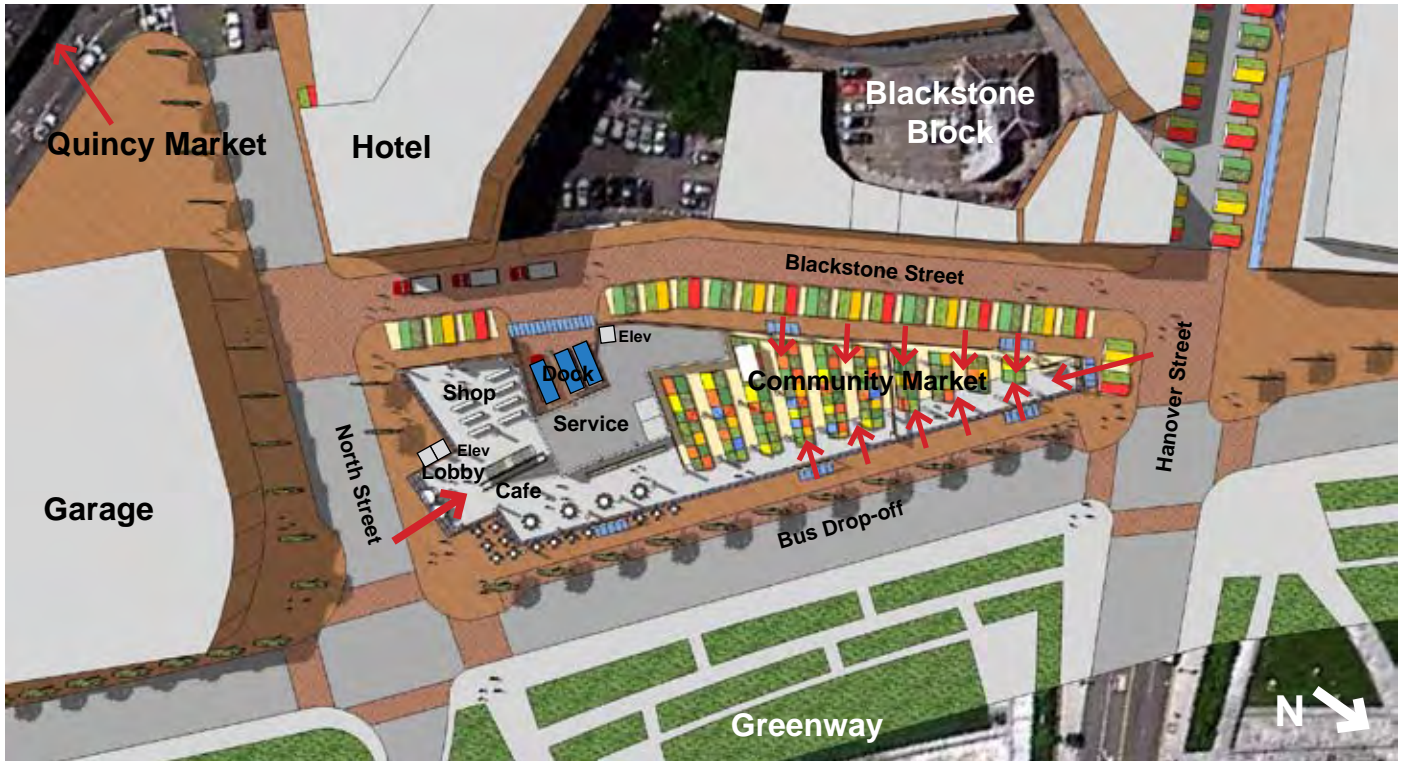 Blackstone
Block
Quincy Market
Hotel
Blackstone Street
Elev
Dock
Shop
Community Market
Service
Hanover Street
North Street
Elev
Lobby
Cafe
Garage
Bus Drop-off
Greenway
N